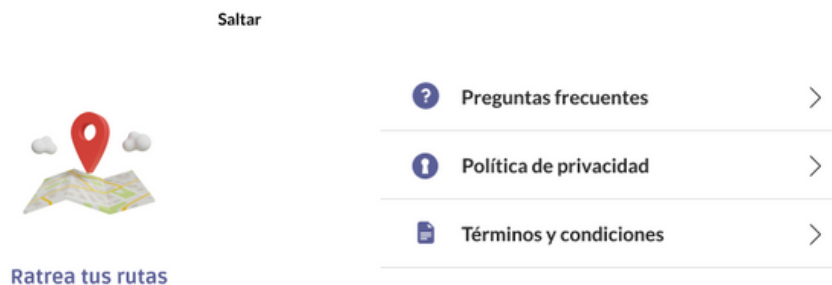 Saltar
Ratrea tus rutas
Preguntas frecuentes
Política de privacidad
Términos y condiciones